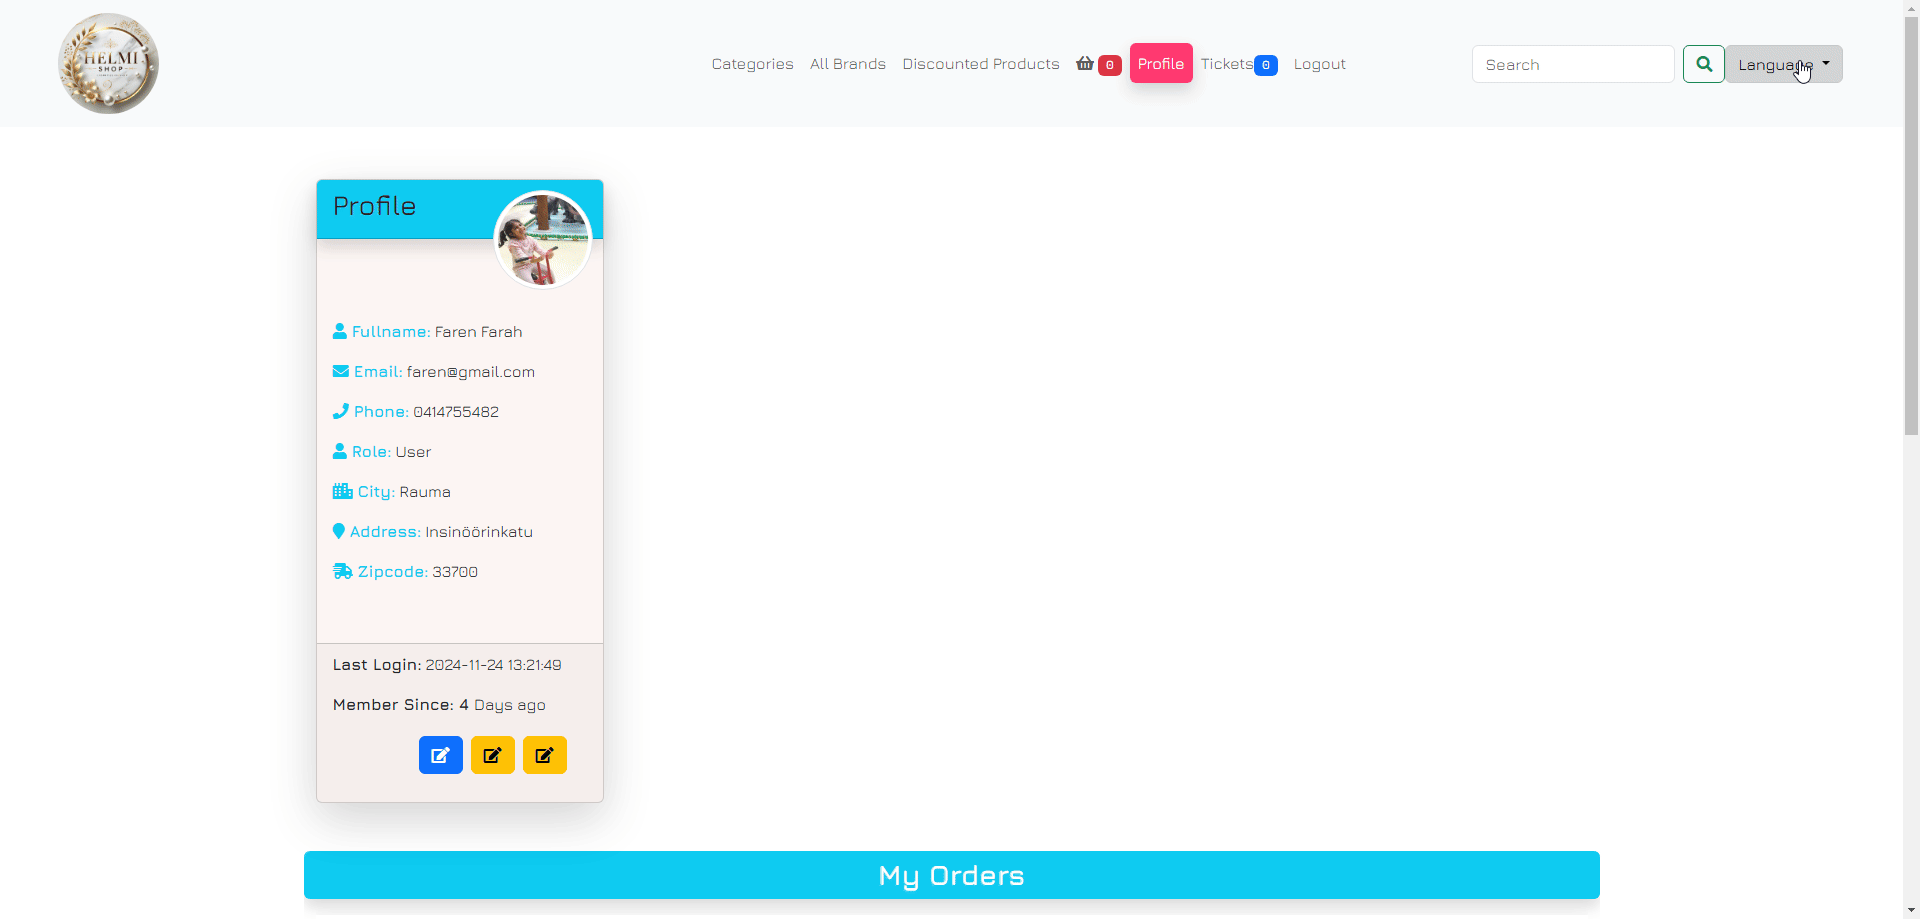 HELMI
SHOP
Categories All Brands Discounted Products 0 Profile Tickets 0 Logout Search Language
Profile
Fullname: Faren Farah
Email: faren@gmail.com
Phone: 0414755482
Role: User
City: Rauma
Address: Insinöörinkatu
Zipcode: 33700
Last Login: 2024-11-24 13:21:49
Member Since: 4 Days ago
My Orders